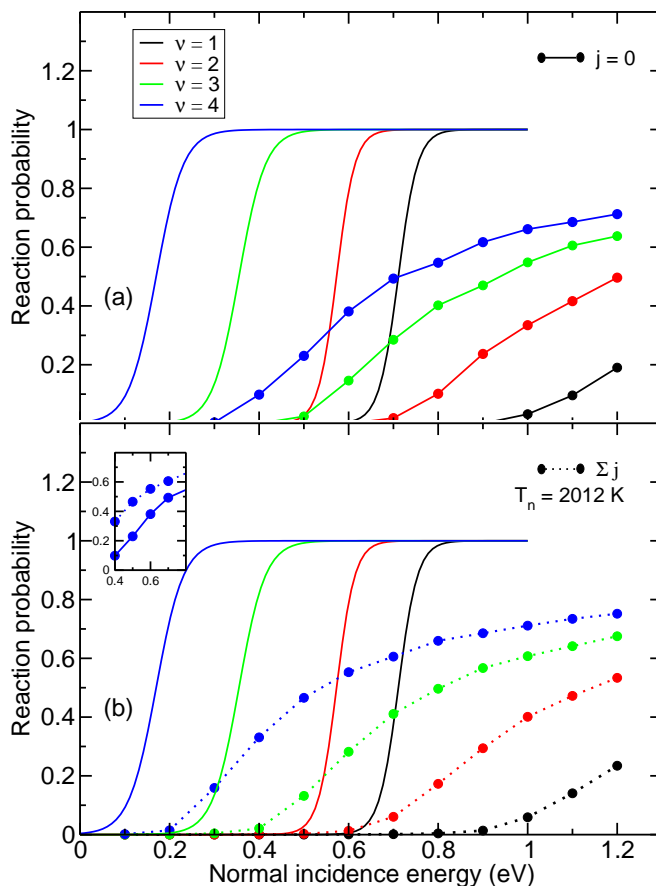 ν = 1
ν = 2
ν = 3
ν = 4
j = 0
1.2
1
0.8
0.6
0.4
0.2
Reaction probability
(a)
Σ j
T_n = 2012 K
0.6
0.4
0.2
0
0.4 0.6
1.2
1
0.8
0.6
0.4
0.2
0
Reaction probability
(b)
0 0.2 0.4 0.6 0.8 1 1.2
Normal incidence energy (eV)